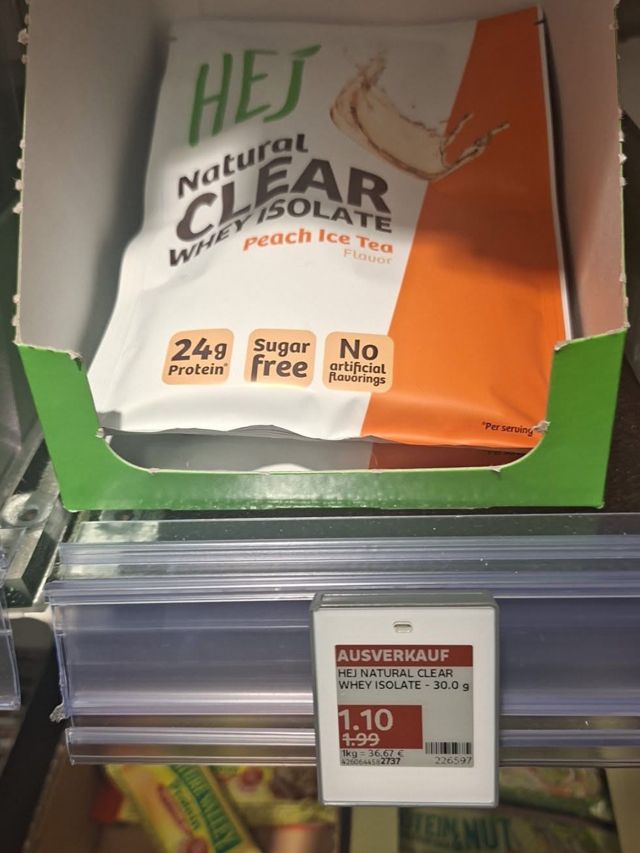 HEJ
Natural
CLEAR
WHEY ISOLATE
Peach Ice Tea
Flavor
24g
Protein*
Sugar
free
No
artificial
flavorings
*Per serving
AUSVERKAUF
HEJ NATURAL CLEAR
WHEY ISOLATE - 30.0 g
1.10
1.99
1kg = 36.67 €
4260644582737
226597